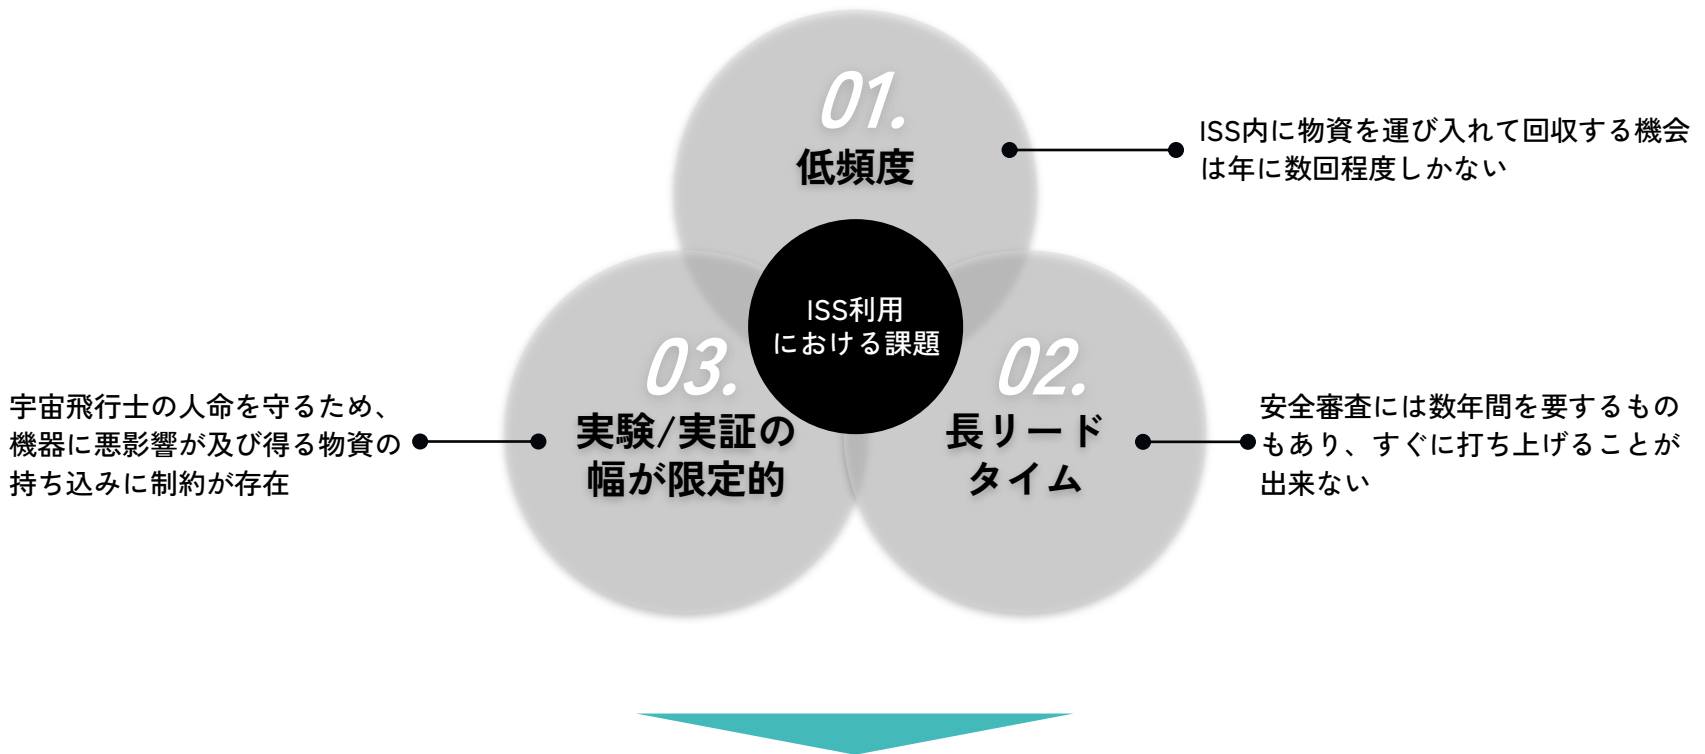 01.
低頻度
ISS内に物資を運び入れて回収する機会
は年に数回程度しかない
ISS利用
における課題
02.
長リード
タイム
安全審査には数年間を要するもの
もあり、すぐに打ち上げることが
出来ない
03.
実験/実証の
幅が限定的
宇宙飛行士の人命を守るため、
機器に悪影響が及び得る物資の
持ち込みに制約が存在